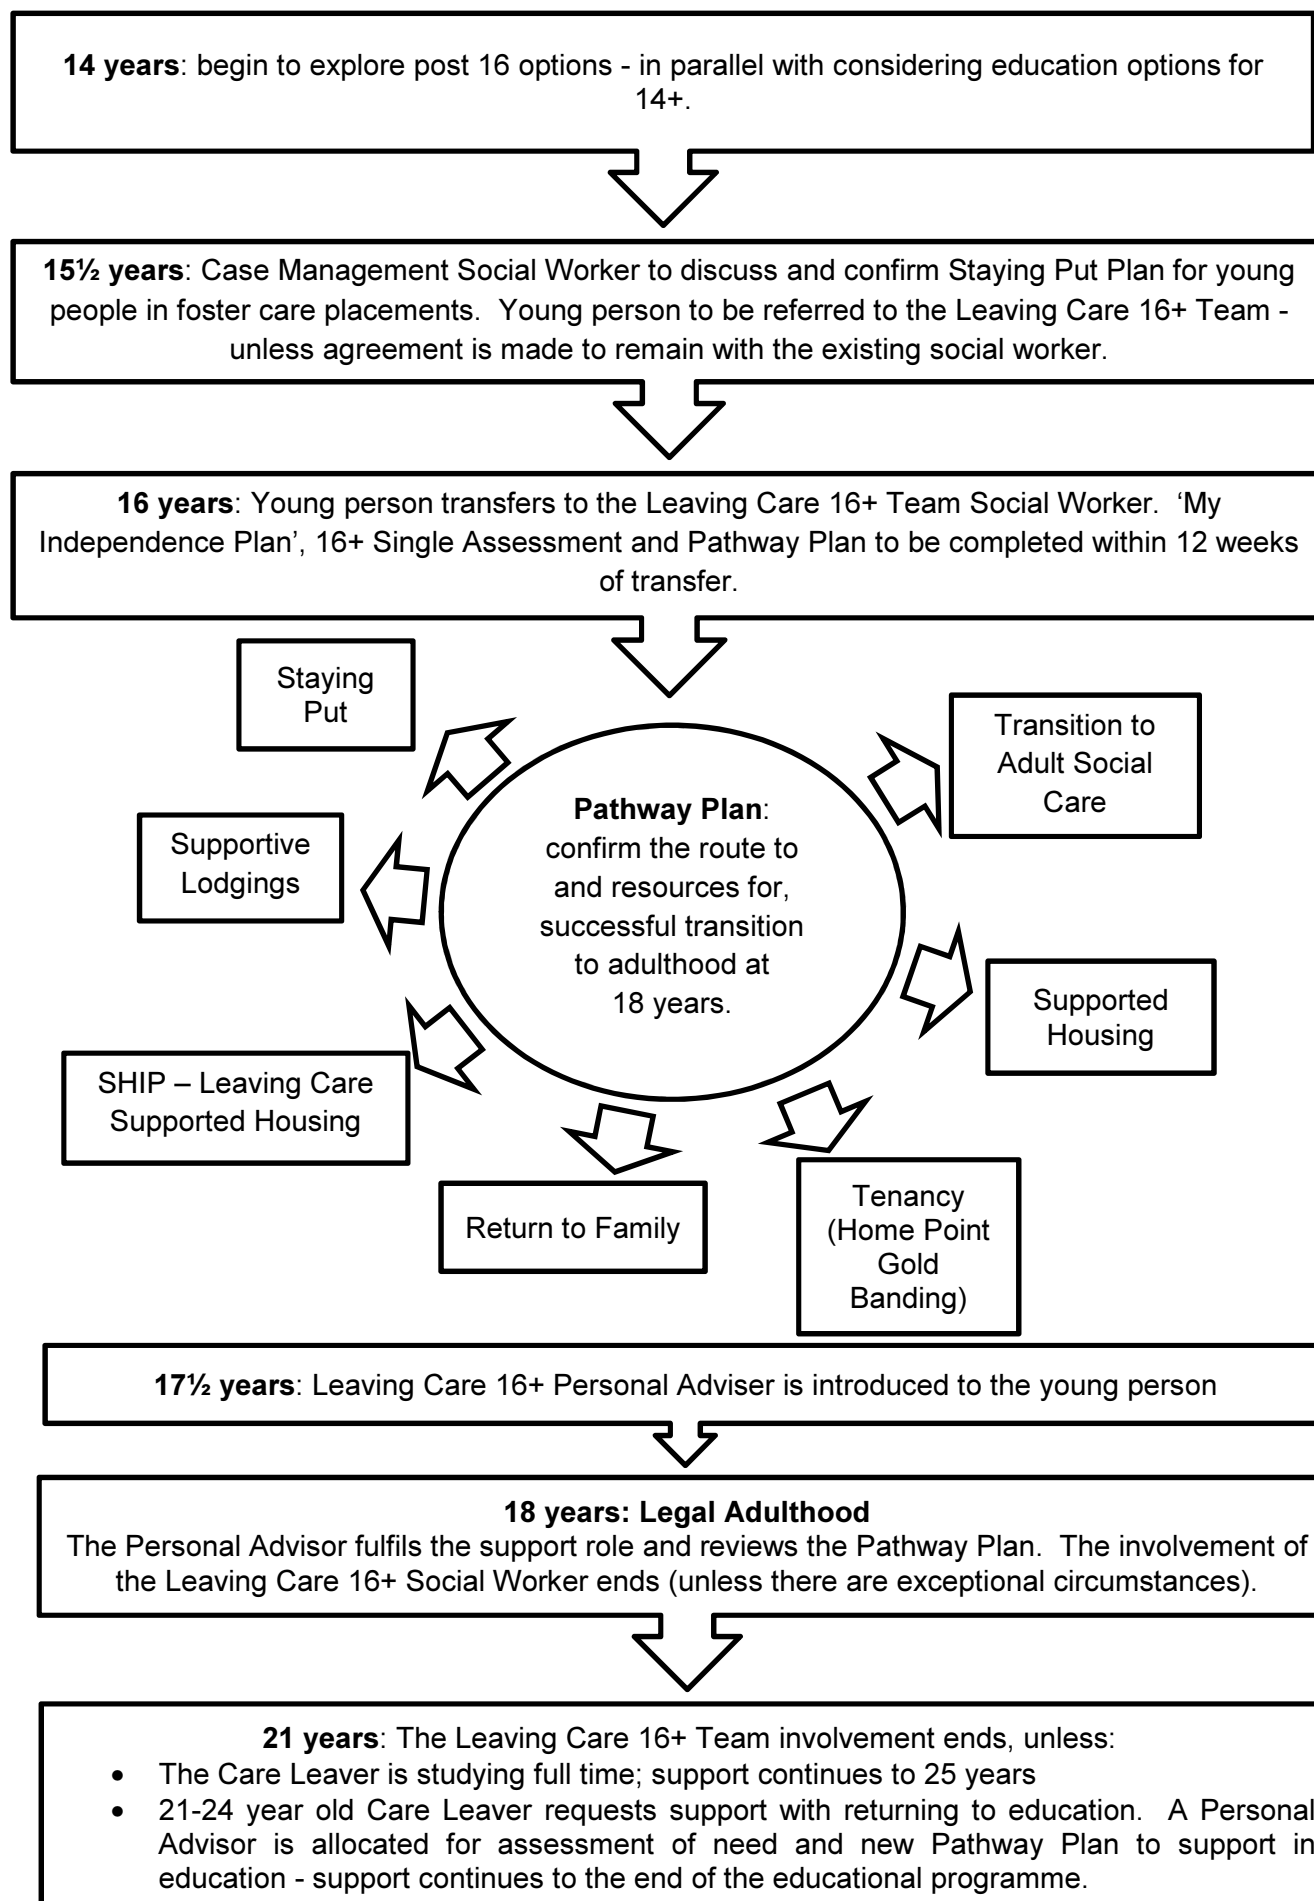 14 years: begin to explore post 16 options - in parallel with considering education options for
14+.
15½ years: Case Management Social Worker to discuss and confirm Staying Put Plan for young
people in foster care placements. Young person to be referred to the Leaving Care 16+ Team -
unless agreement is made to remain with the existing social worker.
16 years: Young person transfers to the Leaving Care 16+ Team Social Worker. ‘My
Independence Plan’, 16+ Single Assessment and Pathway Plan to be completed within 12 weeks
of transfer.
Staying
Put
Transition to
Adult Social
Care
Pathway Plan:
confirm the route to
and resources for,
successful transition
to adulthood at
18 years.
Supportive
Lodgings
Supported
Housing
SHIP – Leaving Care
Supported Housing
Return to Family
Tenancy
(Home Point
Gold
Banding)
17½ years: Leaving Care 16+ Personal Adviser is introduced to the young person
18 years: Legal Adulthood
The Personal Advisor fulfils the support role and reviews the Pathway Plan. The involvement of
the Leaving Care 16+ Social Worker ends (unless there are exceptional circumstances).
21 years: The Leaving Care 16+ Team involvement ends, unless:
• The Care Leaver is studying full time; support continues to 25 years
• 21-24 year old Care Leaver requests support with returning to education. A Personal
Advisor is allocated for assessment of need and new Pathway Plan to support in
education - support continues to the end of the educational programme.